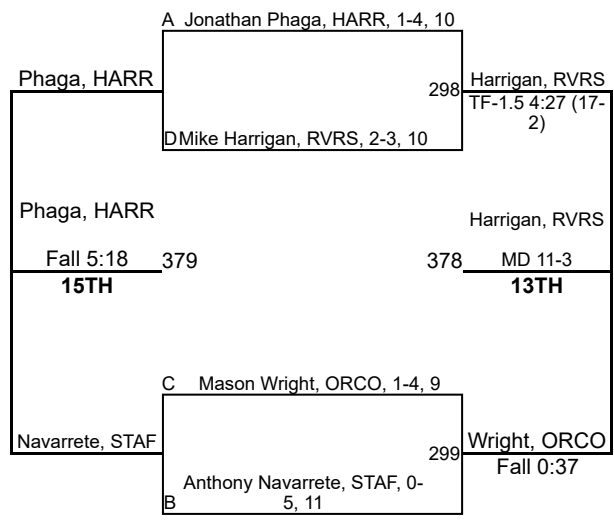 A Jonathan Phaga, HARR, 1-4, 10
Phaga, HARR
298
Harrigan, RVRS
TF-1.5 4:27 (17-
2)
D Mike Harrigan, RVRS, 2-3, 10
Phaga, HARR
Harrigan, RVRS
Fall 5:18
379
378
MD 11-3
15TH
13TH
C Mason Wright, ORCO, 1-4, 9
Navarrete, STAF
299
Wright, ORCO
Fall 0:37
Anthony Navarrete, STAF, 0-
B 5, 11